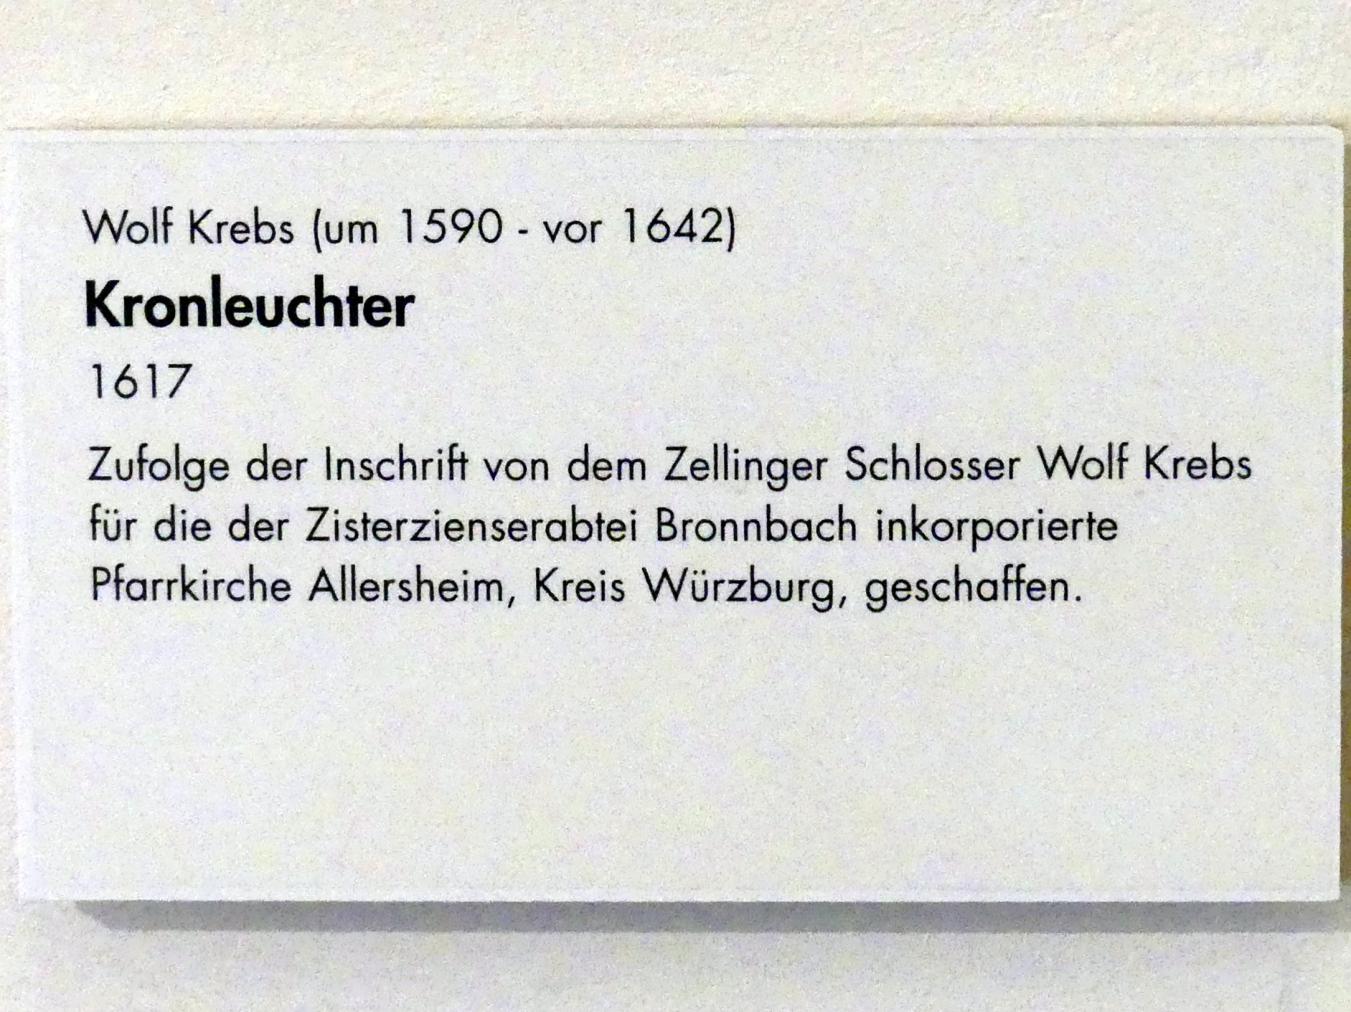 Wolf Krebs (um 1590 - vor 1642)
Kronleuchter
1617
Zufolge der Inschrift von dem Zellinger Schlosser Wolf Krebs
für die der Zisterzienserabtei Bronnbach inkorporierte
Pfarrkirche Allersheim, Kreis Würzburg, geschaffen.